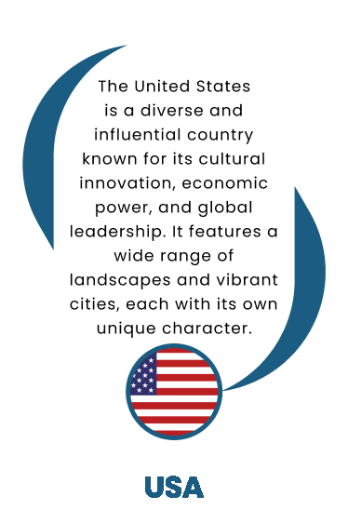 The United States
is a diverse and
influential country
known for its cultural
innovation, economic
power, and global
leadership. It features a
wide range of
landscapes and vibrant
cities, each with its own
unique character.
USA